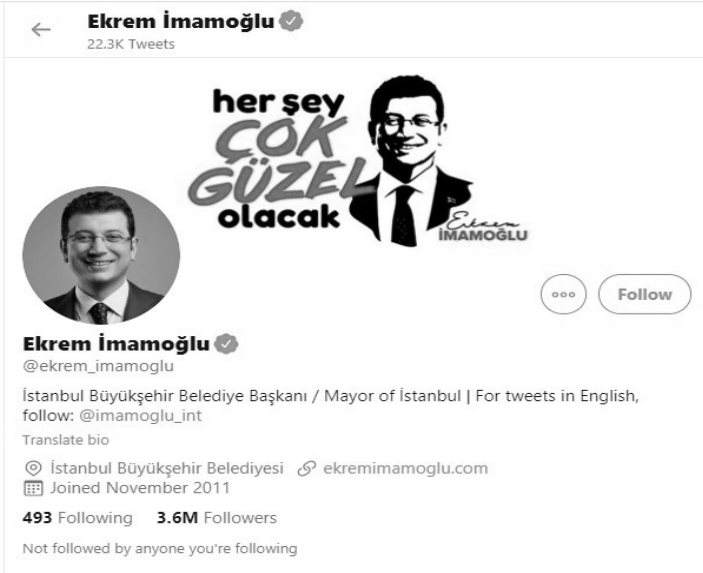 Ekrem İmamoğlu
22.3K Tweets
her şey
ÇOK
GÜZEL
olacak
Ekrem
İMAMOĞLU
Follow
Ekrem İmamoğlu
@ekrem_imamoglu
İstanbul Büyükşehir Belediye Başkanı / Mayor of İstanbul | For tweets in English,
follow: @imamoglu_int
Translate bio
İstanbul Büyükşehir Belediyesi ekremimamoglu.com
Joined November 2011
493 Following 3.6M Followers
Not followed by anyone you're following